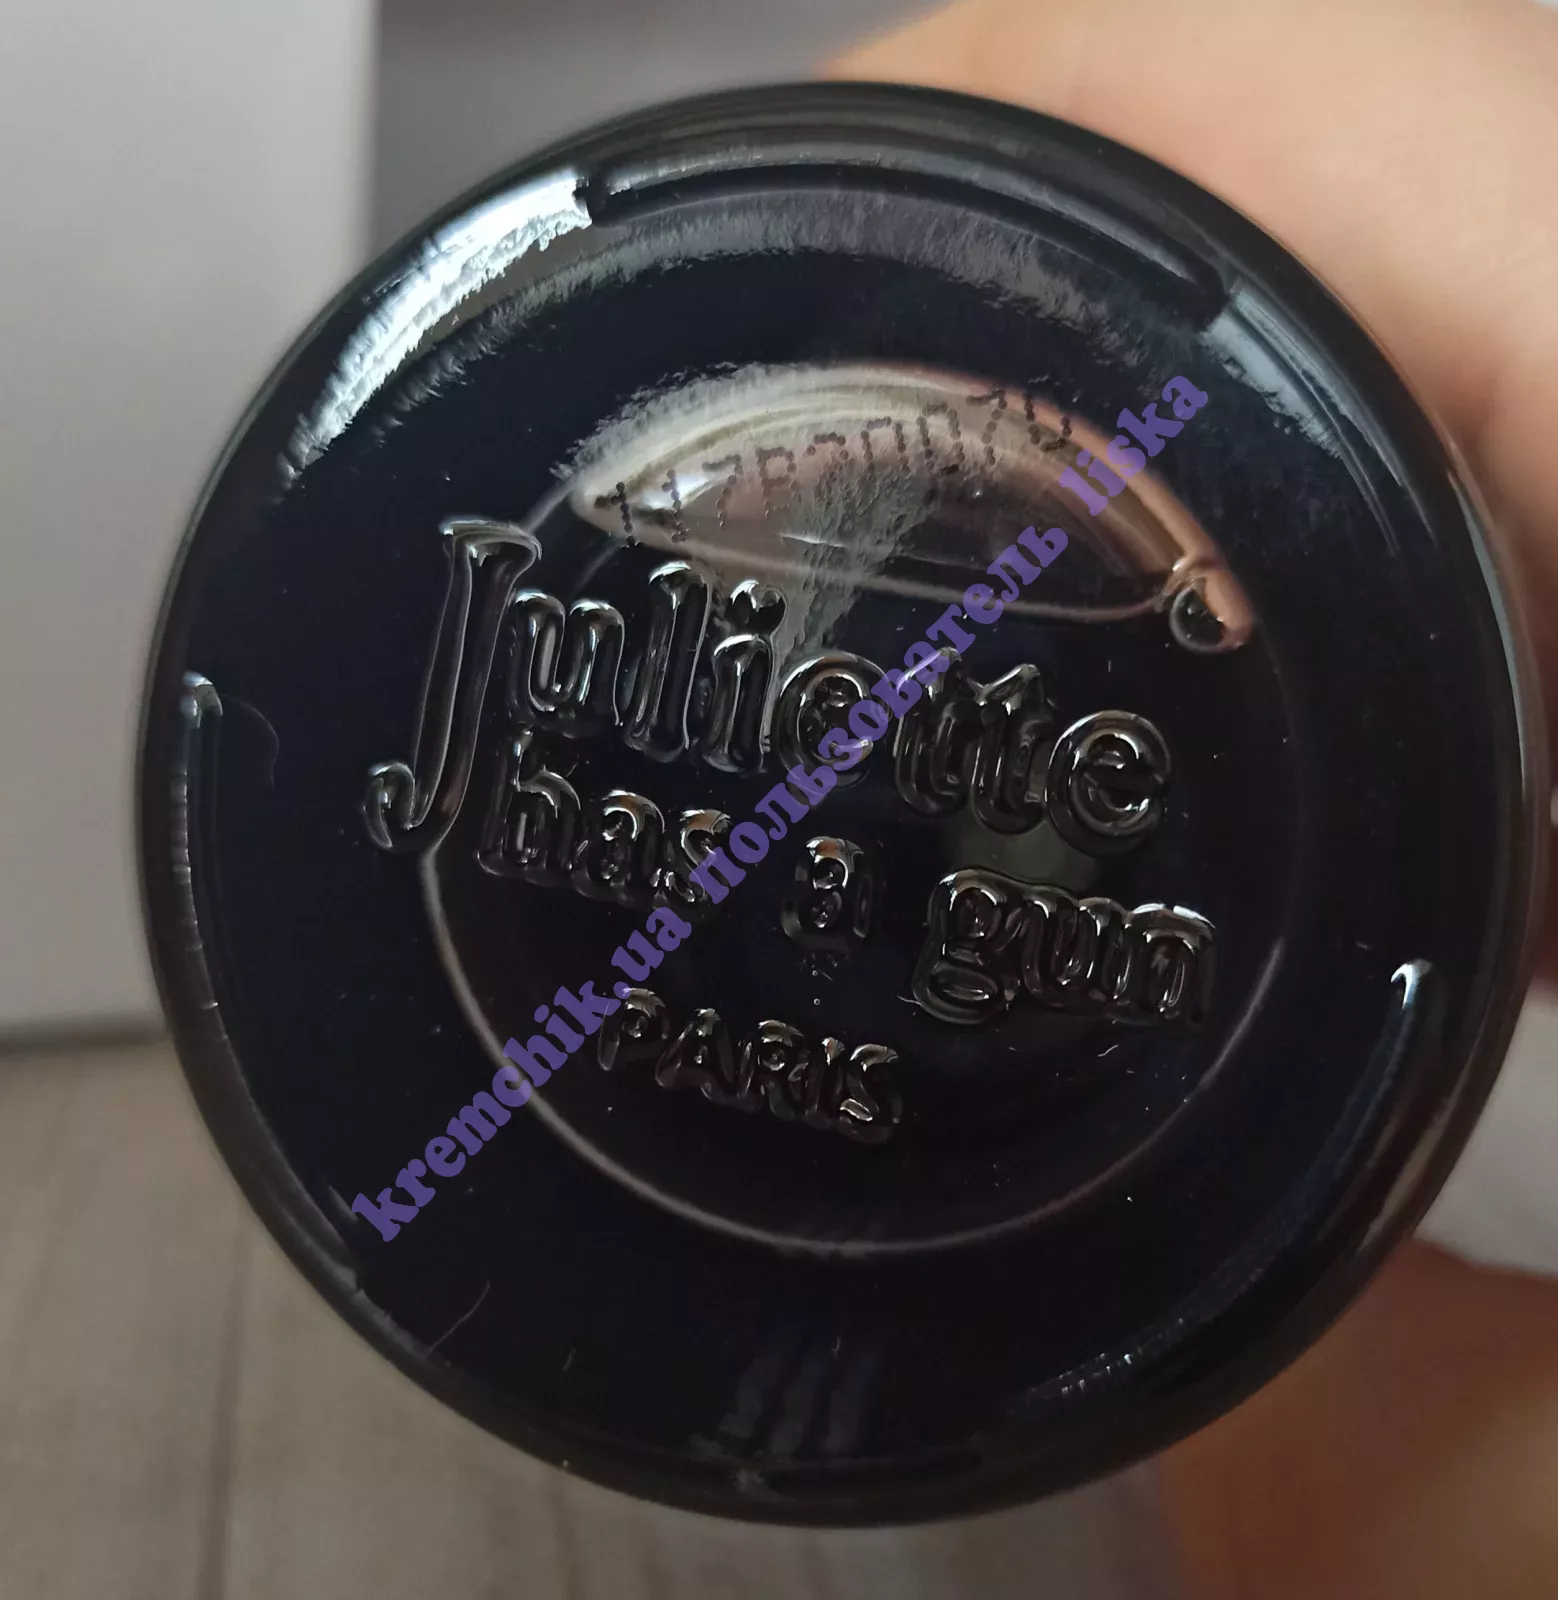 Juliette
has a gun
PARIS
kremchik.ua пользователь liska